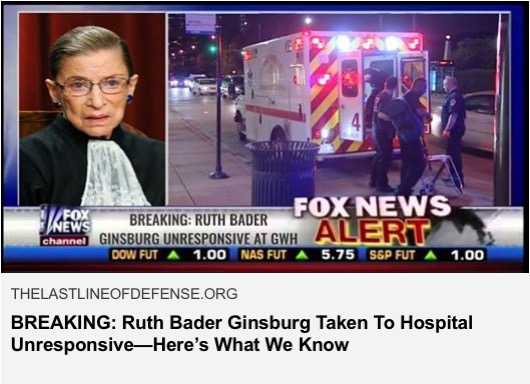 4
FOX
NEWS
channel
BREAKING: RUTH BADER
GINSBURG UNRESPONSIVE AT GWH
FOX NEWS
ALERT
DOW FUT ▲ 1.00 NAS FUT ▲ 5.75 S&P FUT ▲ 1.00
THELASTLINEOFDEFENSE.ORG
BREAKING: Ruth Bader Ginsburg Taken To Hospital
Unresponsive—Here's What We Know